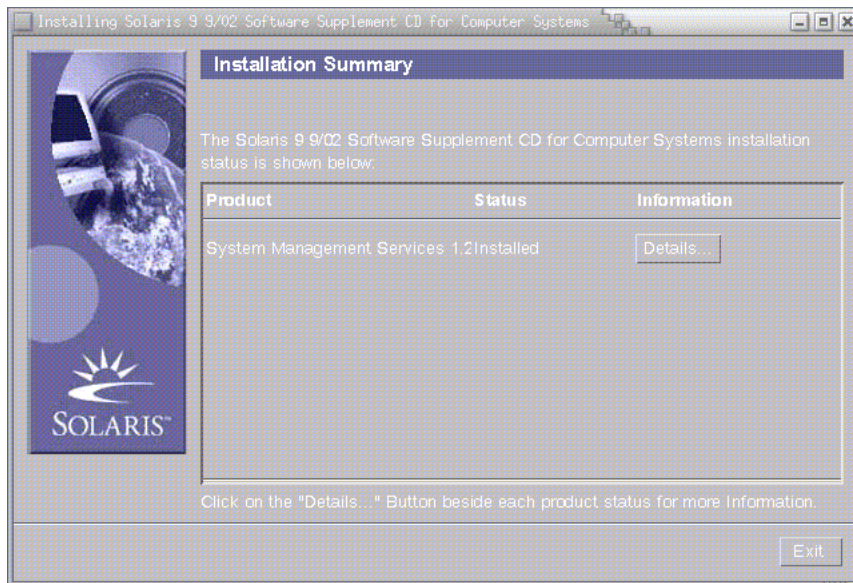 Installing Solaris 9 9/02 Software Supplement CD for Computer Systems
Installation Summary
The Solaris 9 9/02 Software Supplement CD for Computer Systems installation
status is shown below:
Product Status Information
System Management Services 1.2Installed Details...
SOLARIS™
Click on the "Details..." Button beside each product status for more Information.
Exit